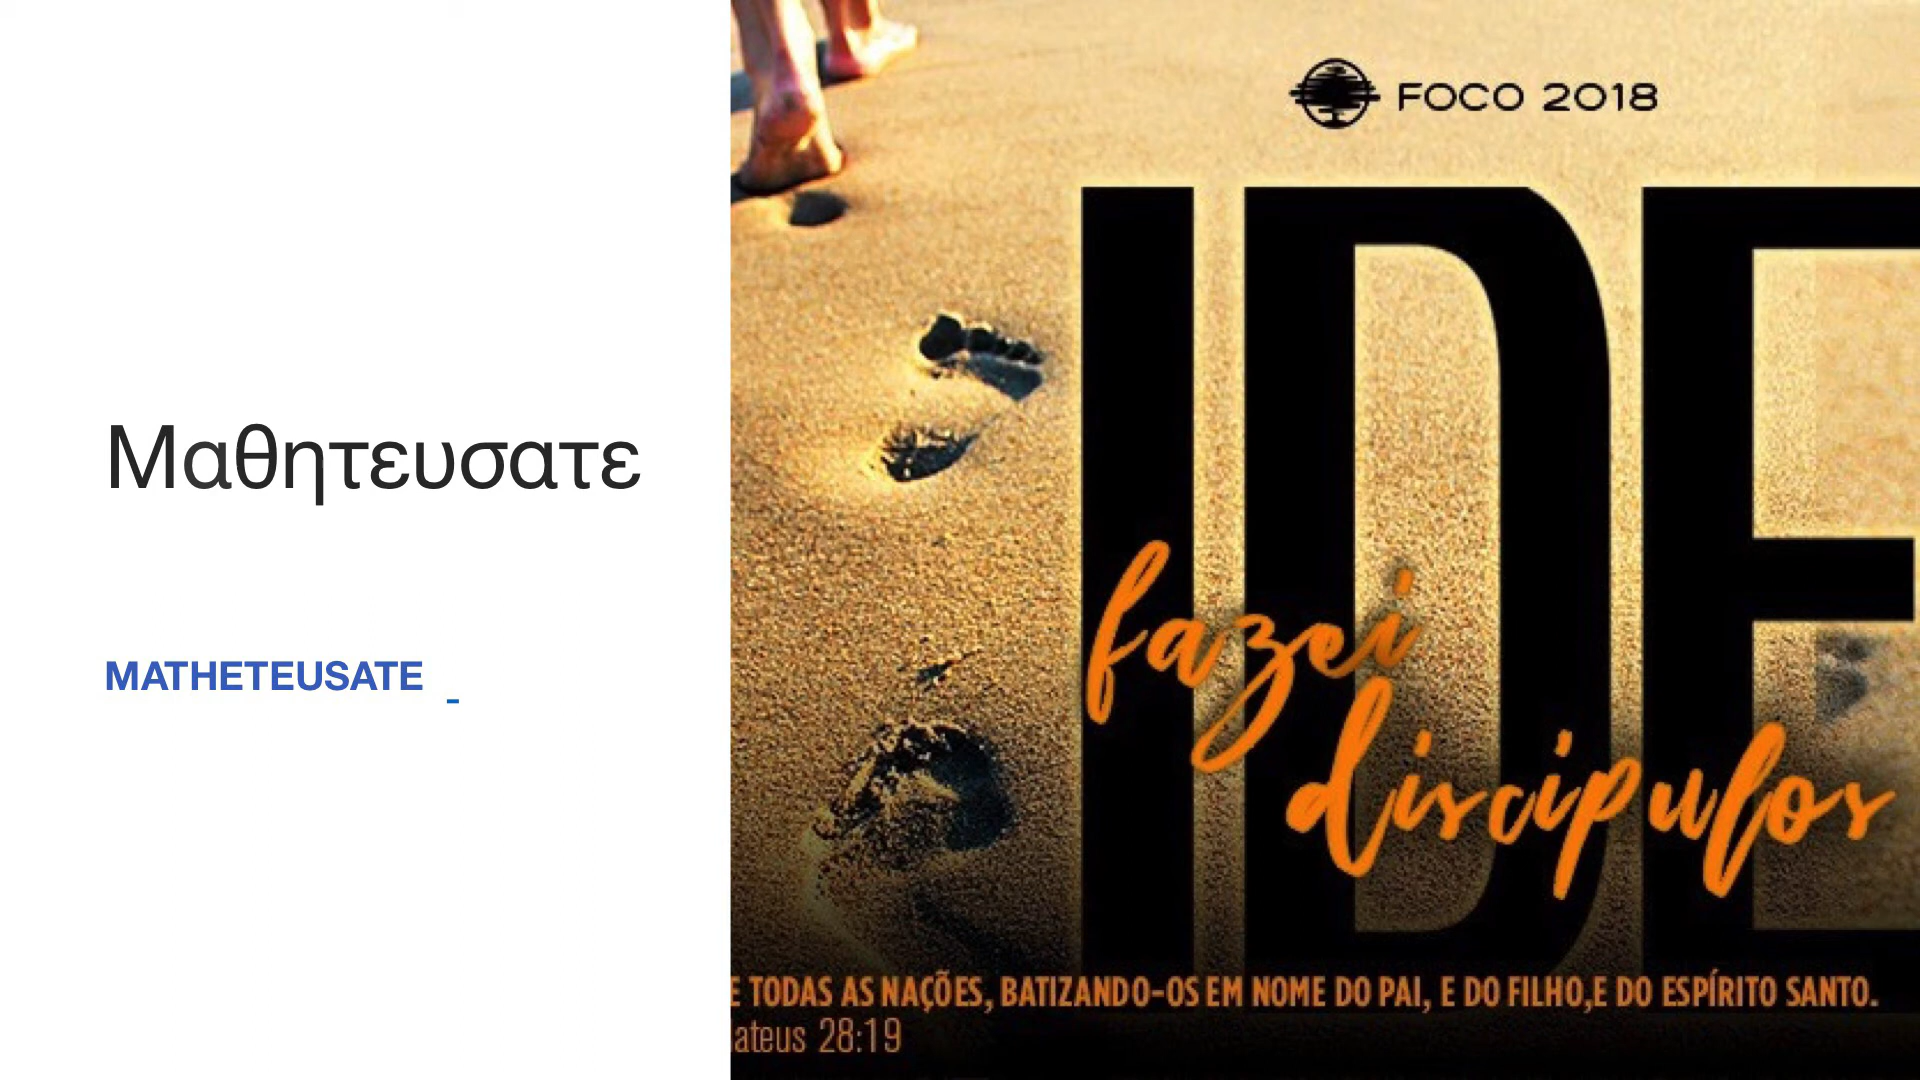 Μαθητευσατε
MATHETEUSATE _
FOCO 2018
IDE
fazei
discipulos
E TODAS AS NAÇÕES, BATIZANDO-OS EM NOME DO PAI, E DO FILHO,E DO ESPÍRITO SANTO.
ateus 28:19